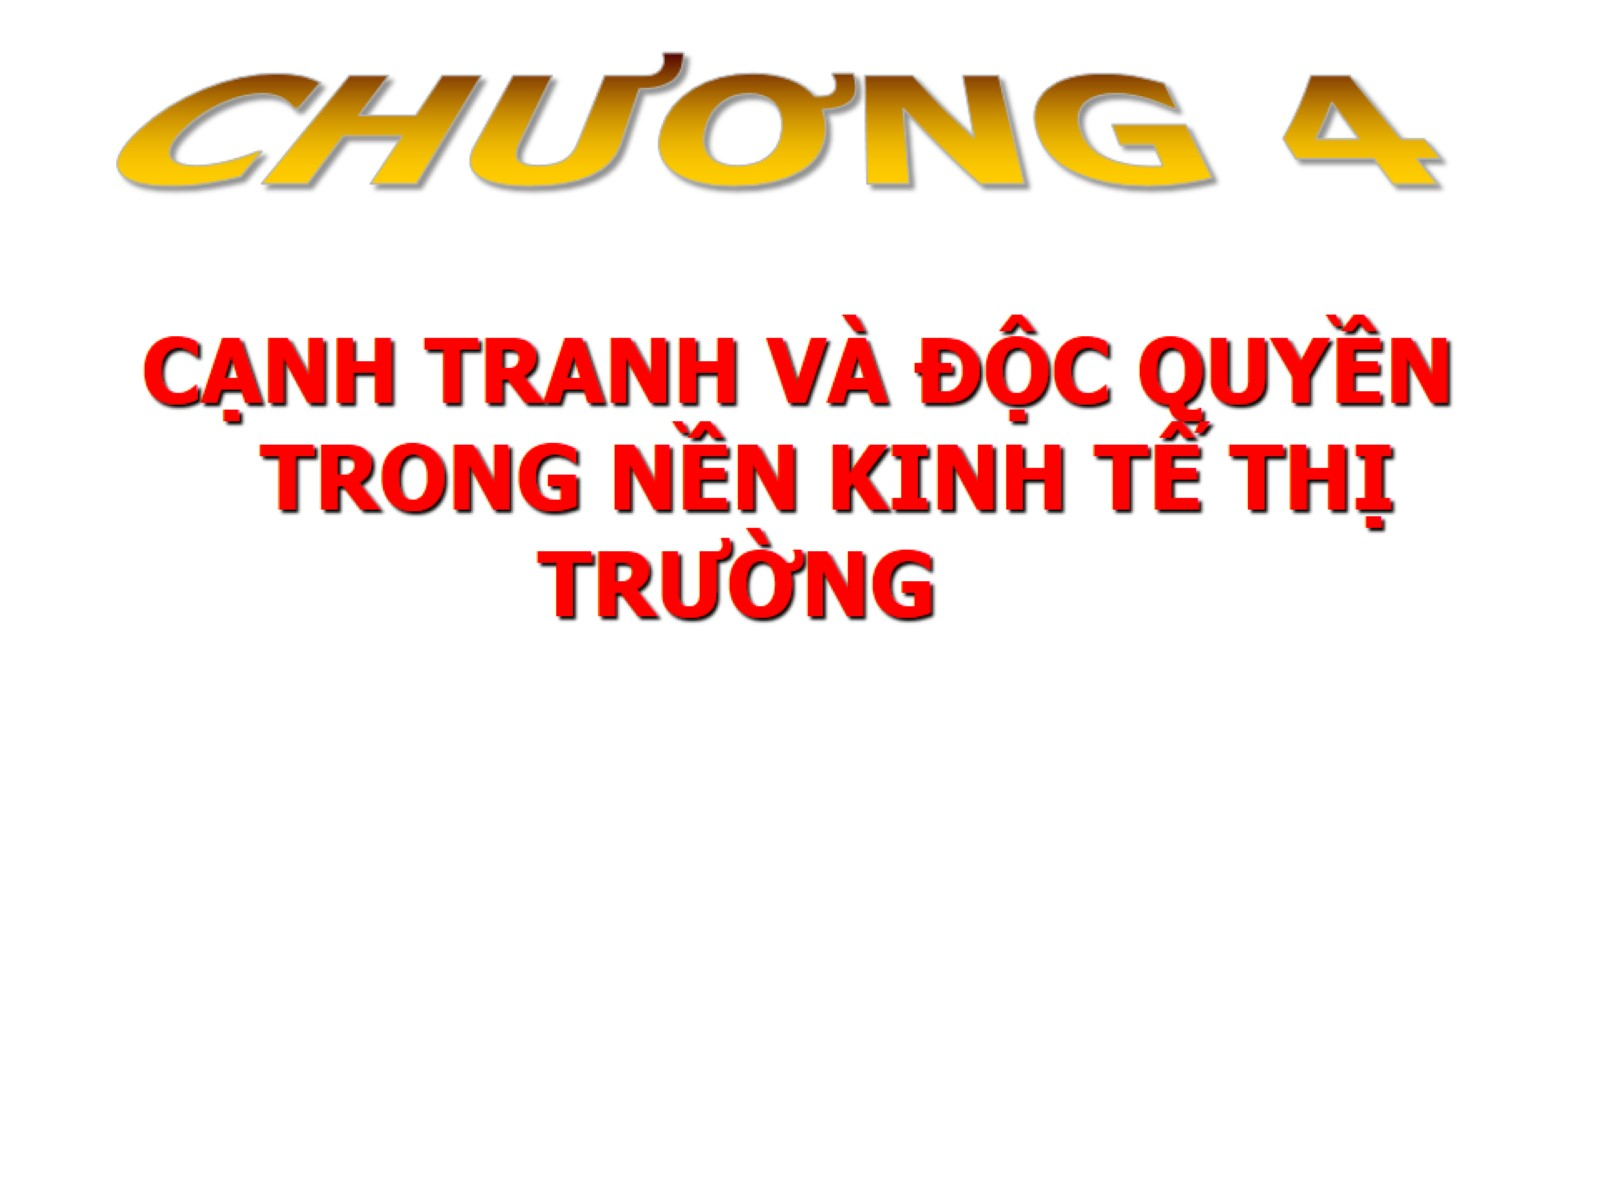 CHƯƠNG 4
CẠNH TRANH VÀ ĐỘC QUYỀN
TRONG NỀN KINH TẾ THỊ
TRƯỜNG